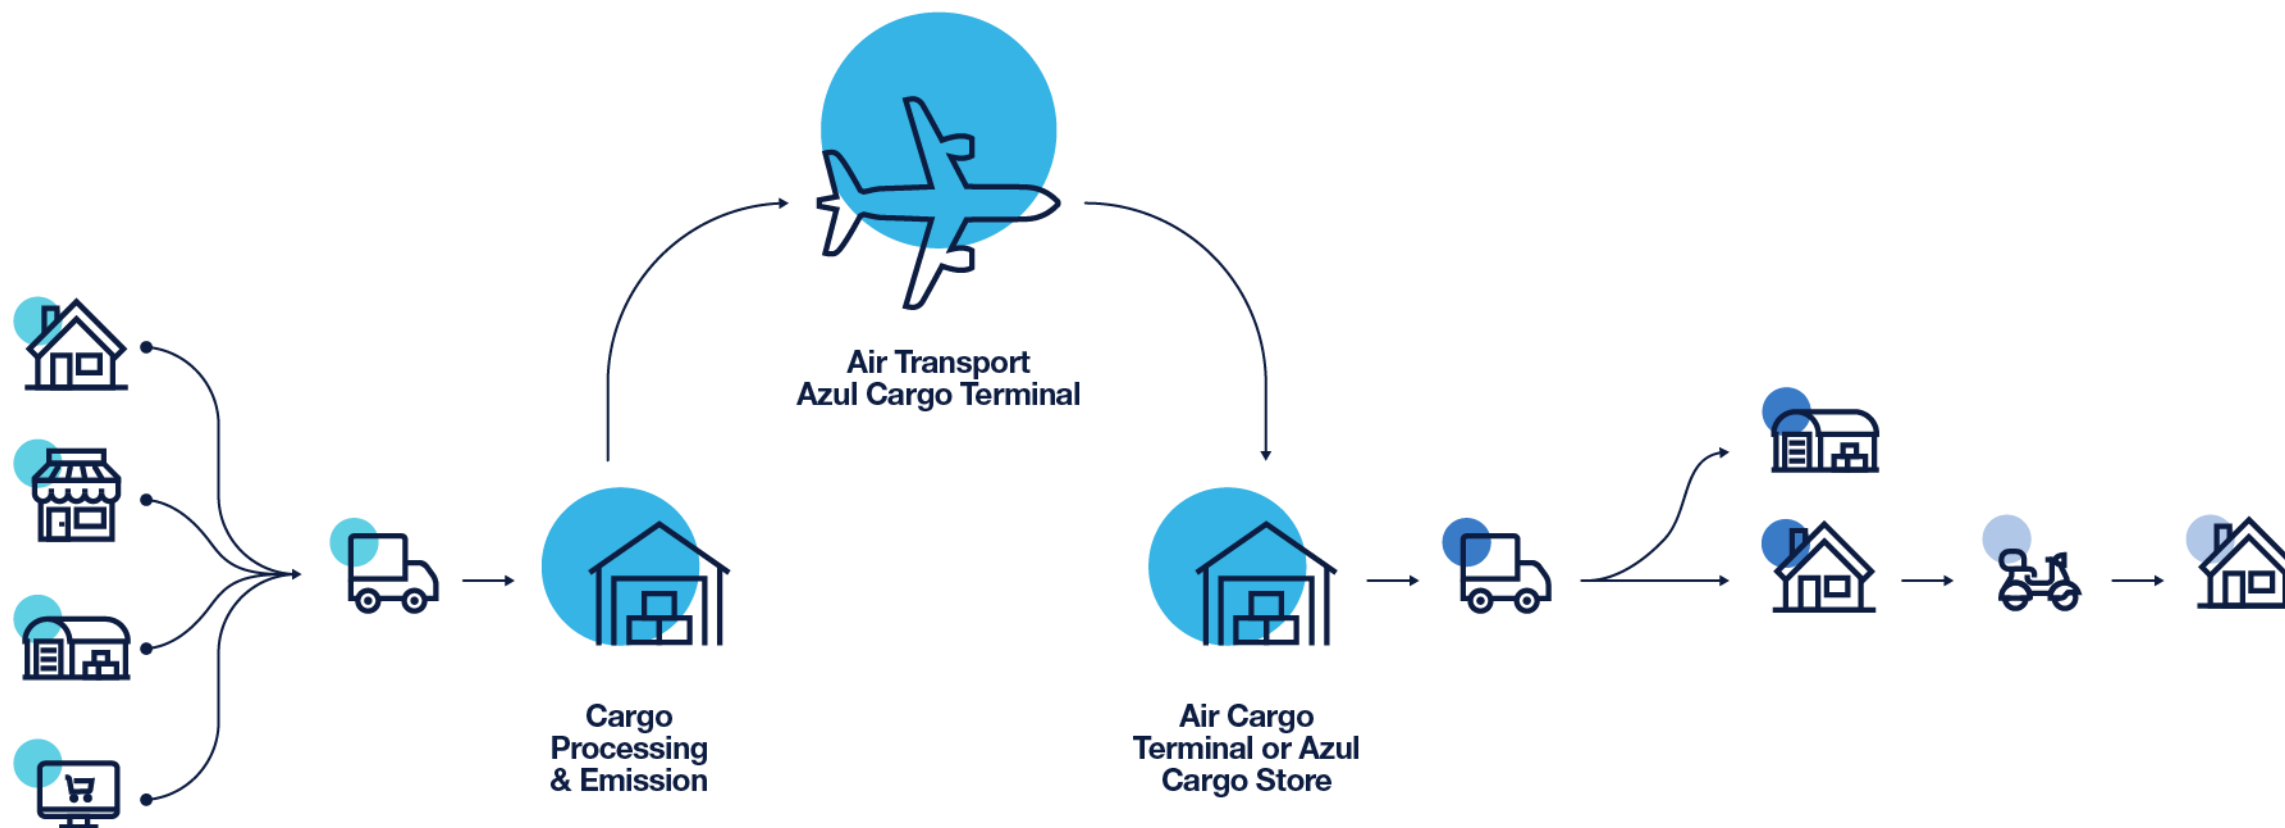 Air Transport
Azul Cargo Terminal
Cargo
Processing
& Emission
Air Cargo
Terminal or Azul
Cargo Store